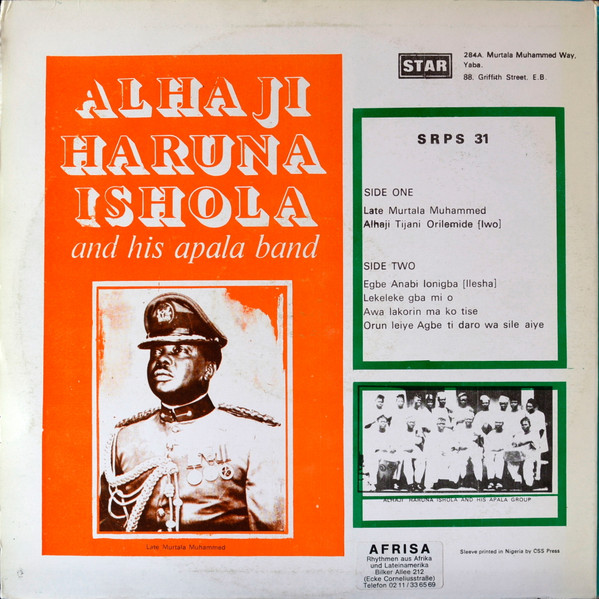 ALHAJI
HARUNA
ISHOLA
and his apala band
Late Murtala Muhammed
STAR
284A. Murtala Muhammed Way,
Yaba.
88. Griffith Street. E.B.
SRPS 31
SIDE ONE
Late Murtala Muhammed
Alhaji Tijani Orilemide [Iwo]
SIDE TWO
Egbe Anabi Ionigba [Ilesha]
Lekeleke gba mi o
Awa lakorin ma ko tise
Orun leiye Agbe ti daro wa sile aiye
ALHAJI HARUNA ISHOLA AND HIS APALA GROUP
AFRISA
Rhythmen aus Afrika
und Lateinamerika
Bilker Allee 212
(Ecke Corneliusstraße)
Telefon 02 11 / 33 65 69
Sleeve printed in Nigeria by CSS Press